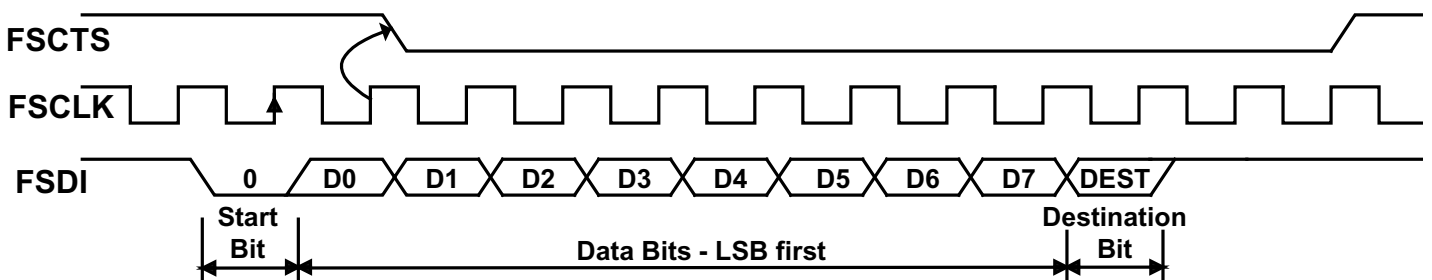 FSCTS
FSCLK
FSDI
0 D0 D1 D2 D3 D4 D5 D6 D7 DEST
Start Bit
Data Bits - LSB first
Destination Bit